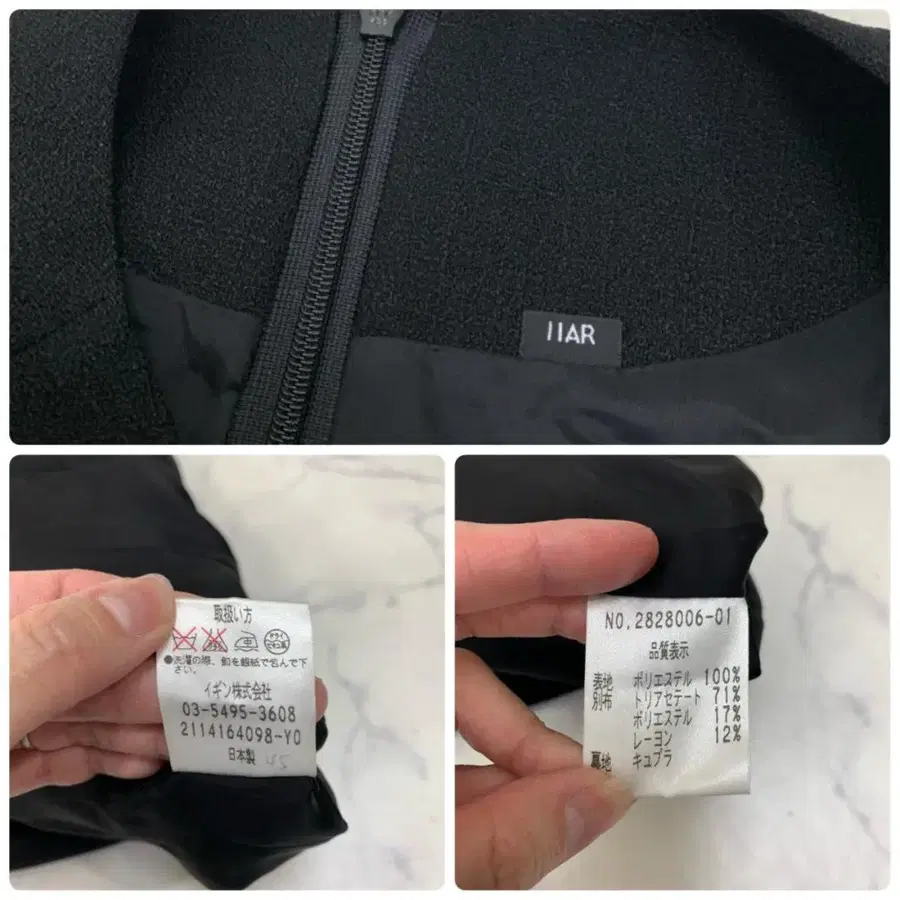 IIAR
取扱い方
●洗濯の際、釦を銀紙で包んで下
さい。
イギン株式会社
03-5495-3608
2114164098-Y0
日本製
NO.2828006-01
品質表示
表地 ポリエステル 100%
別布 トリアセテート 71%
ポリエステル 17%
レーヨン 12%
裏地 キュプラ